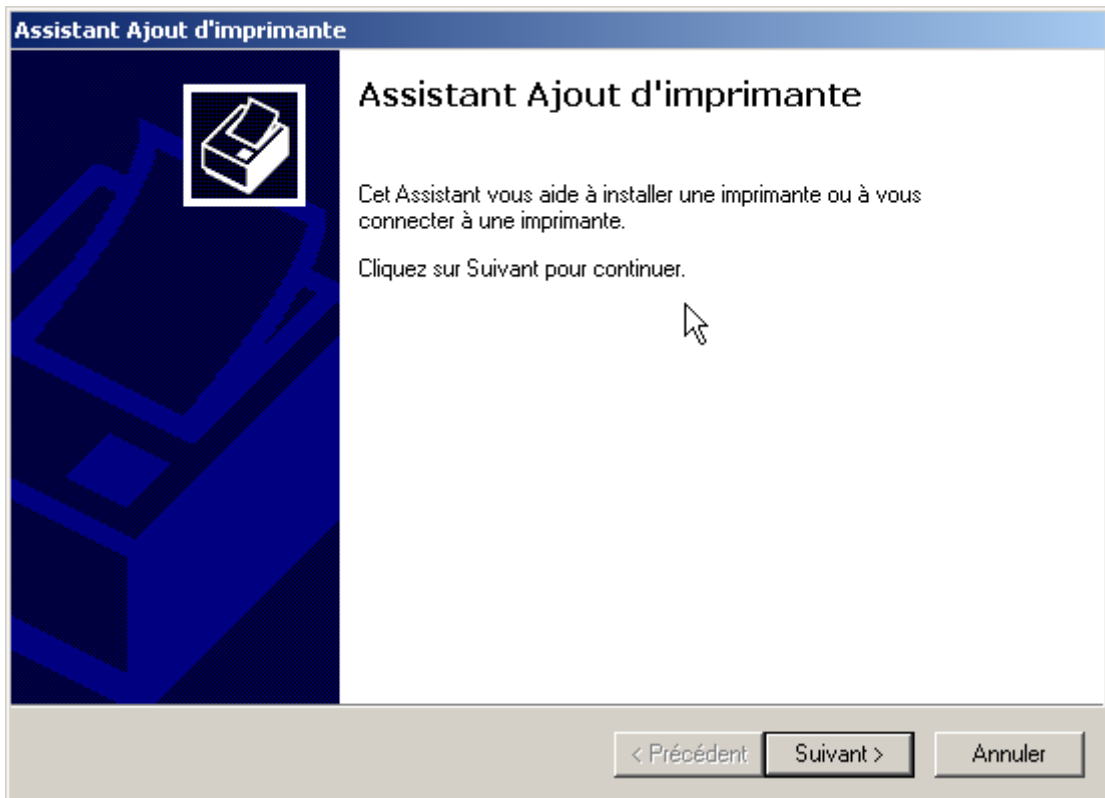 Assistant Ajout d'imprimante
Assistant Ajout d'imprimante
Cet Assistant vous aide à installer une imprimante ou à vous
connecter à une imprimante.
Cliquez sur Suivant pour continuer.
< Précédent Suivant > Annuler